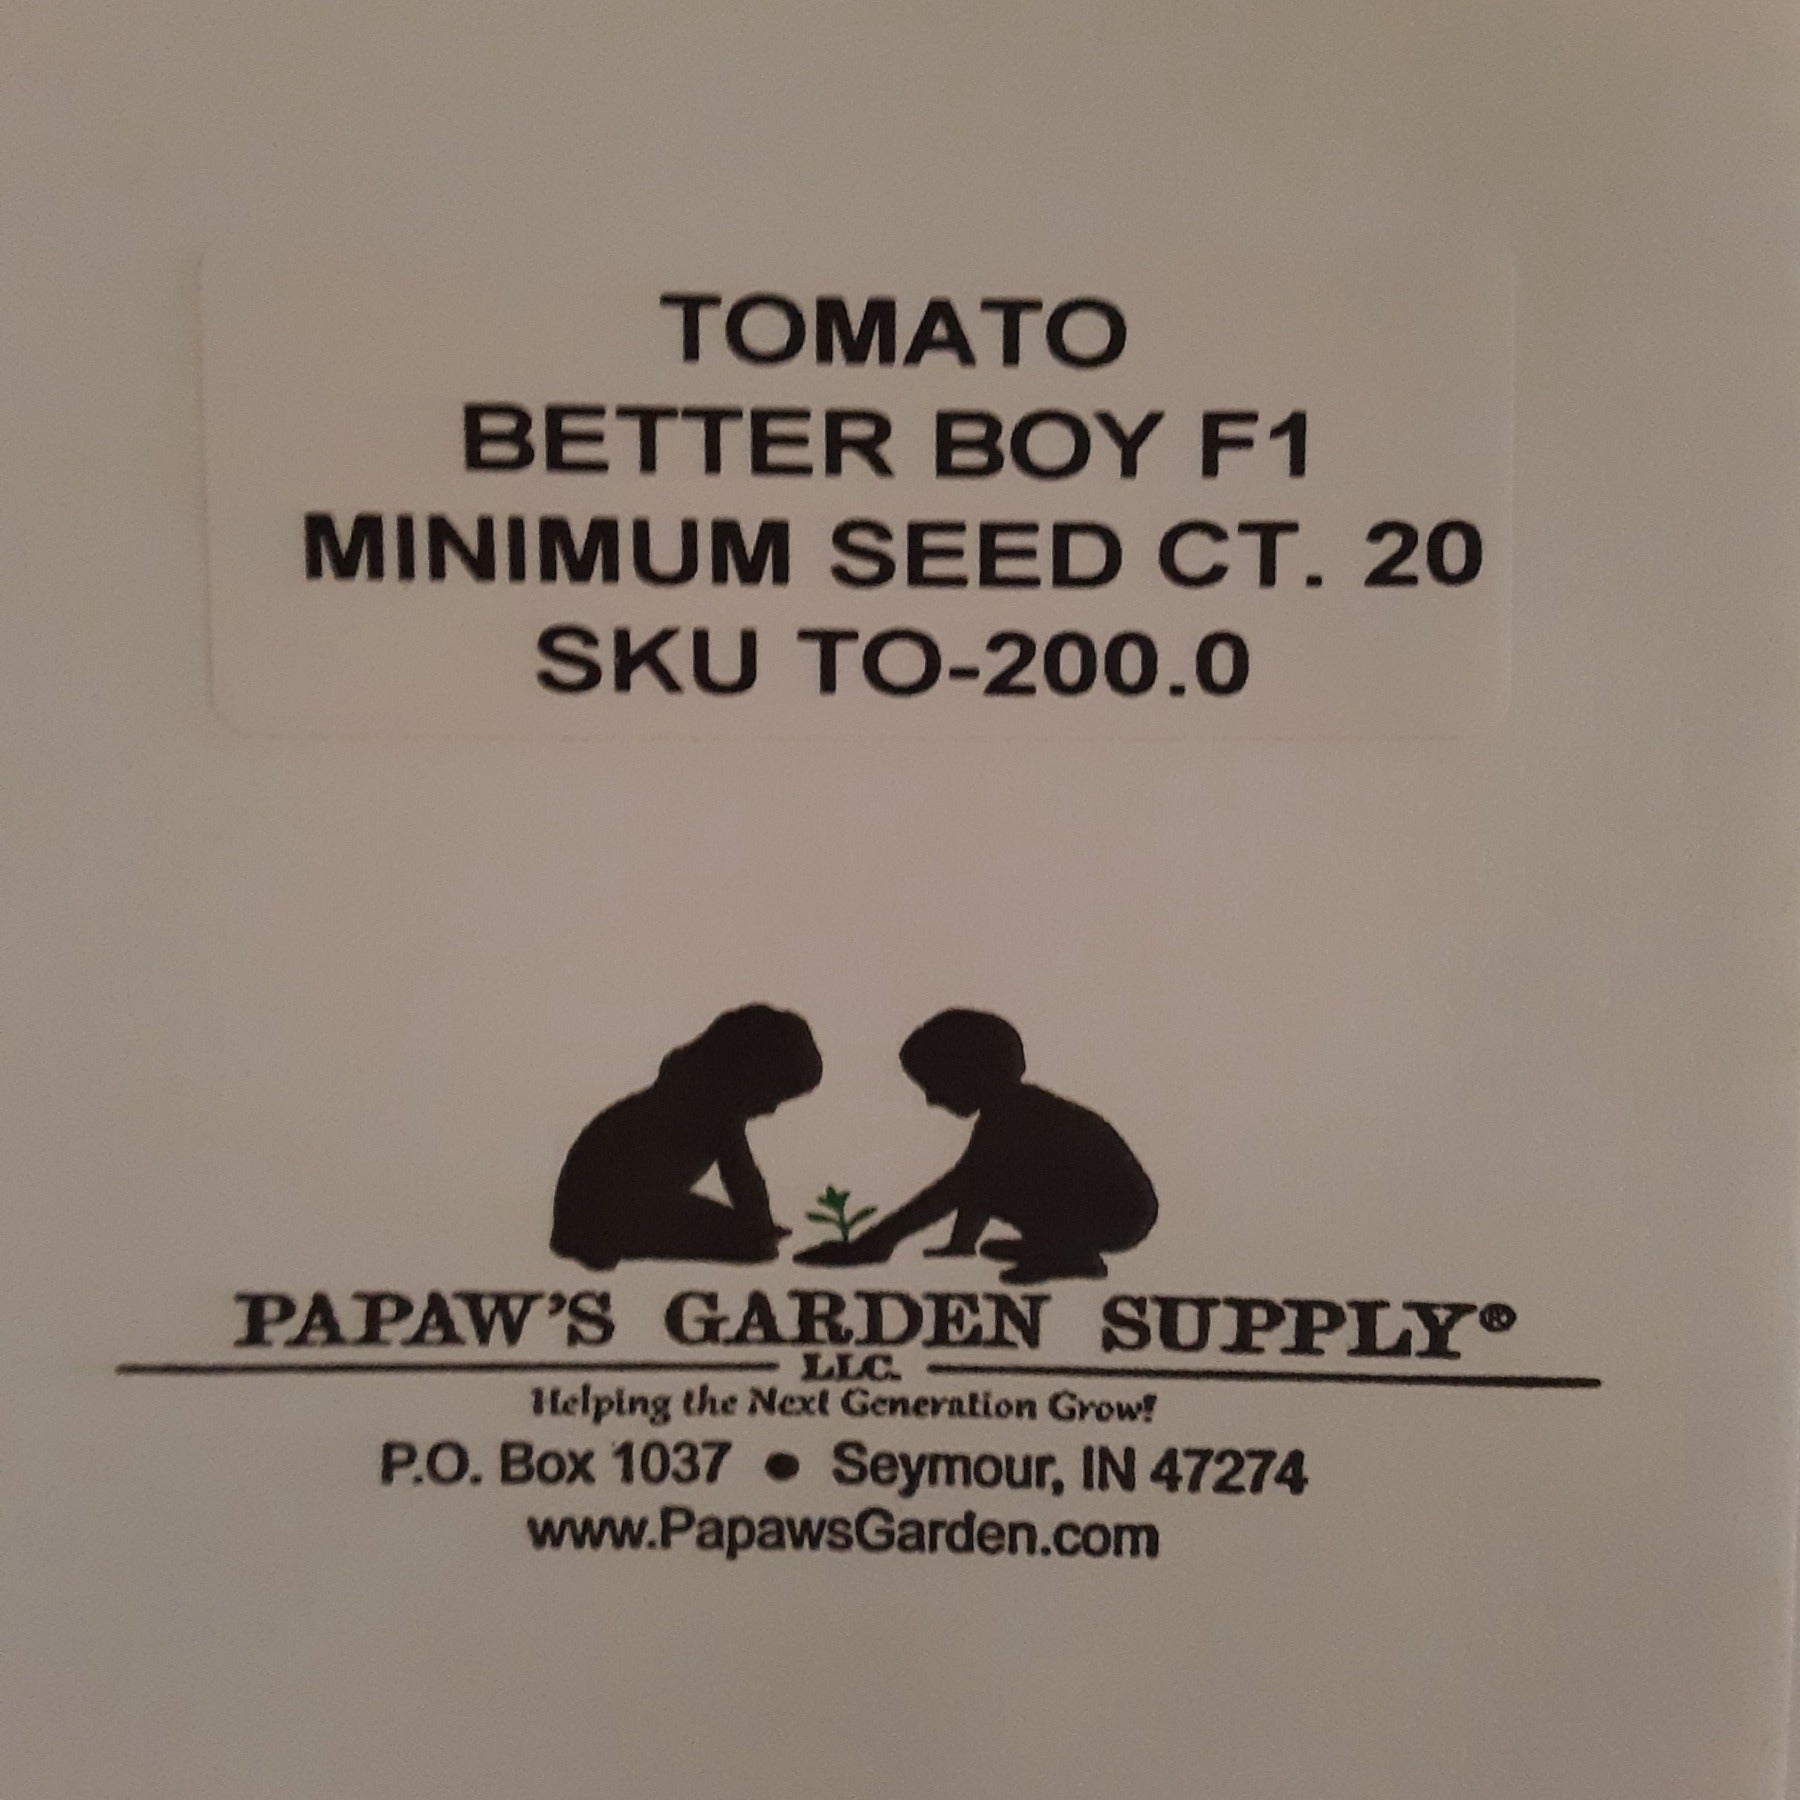 TOMATO
BETTER BOY F1
MINIMUM SEED CT. 20
SKU TO-200.0
PAPAW'S GARDEN SUPPLY®
LLC.
Helping the Next Generation Grow!
P.O. Box 1037 ● Seymour, IN 47274
www.PapawsGarden.com